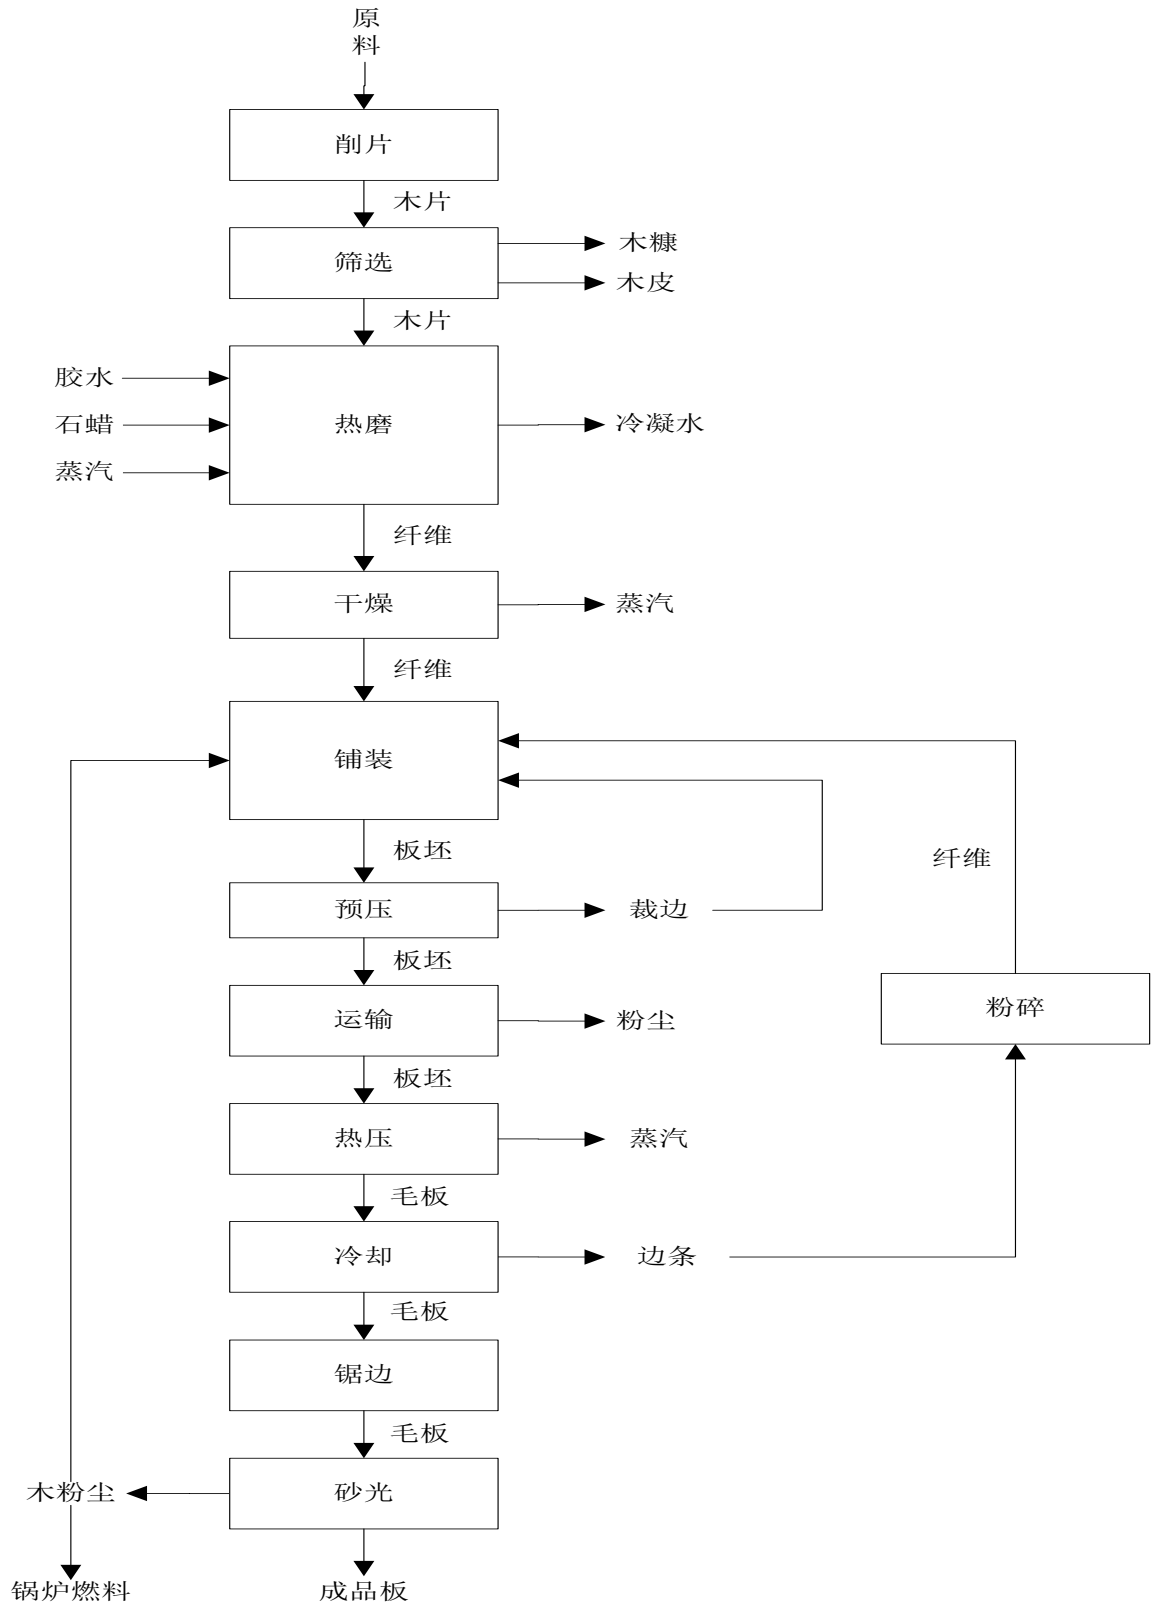 原
料
削片
木片
筛选
木糠
木皮
木片
胶水
石蜡
蒸汽
热磨
冷凝水
纤维
干燥
蒸汽
纤维
铺装
板坯
纤维
预压
裁边
板坯
粉碎
运输
粉尘
板坯
热压
蒸汽
毛板
冷却
边条
毛板
锯边
毛板
木粉尘
砂光
锅炉燃料
成品板